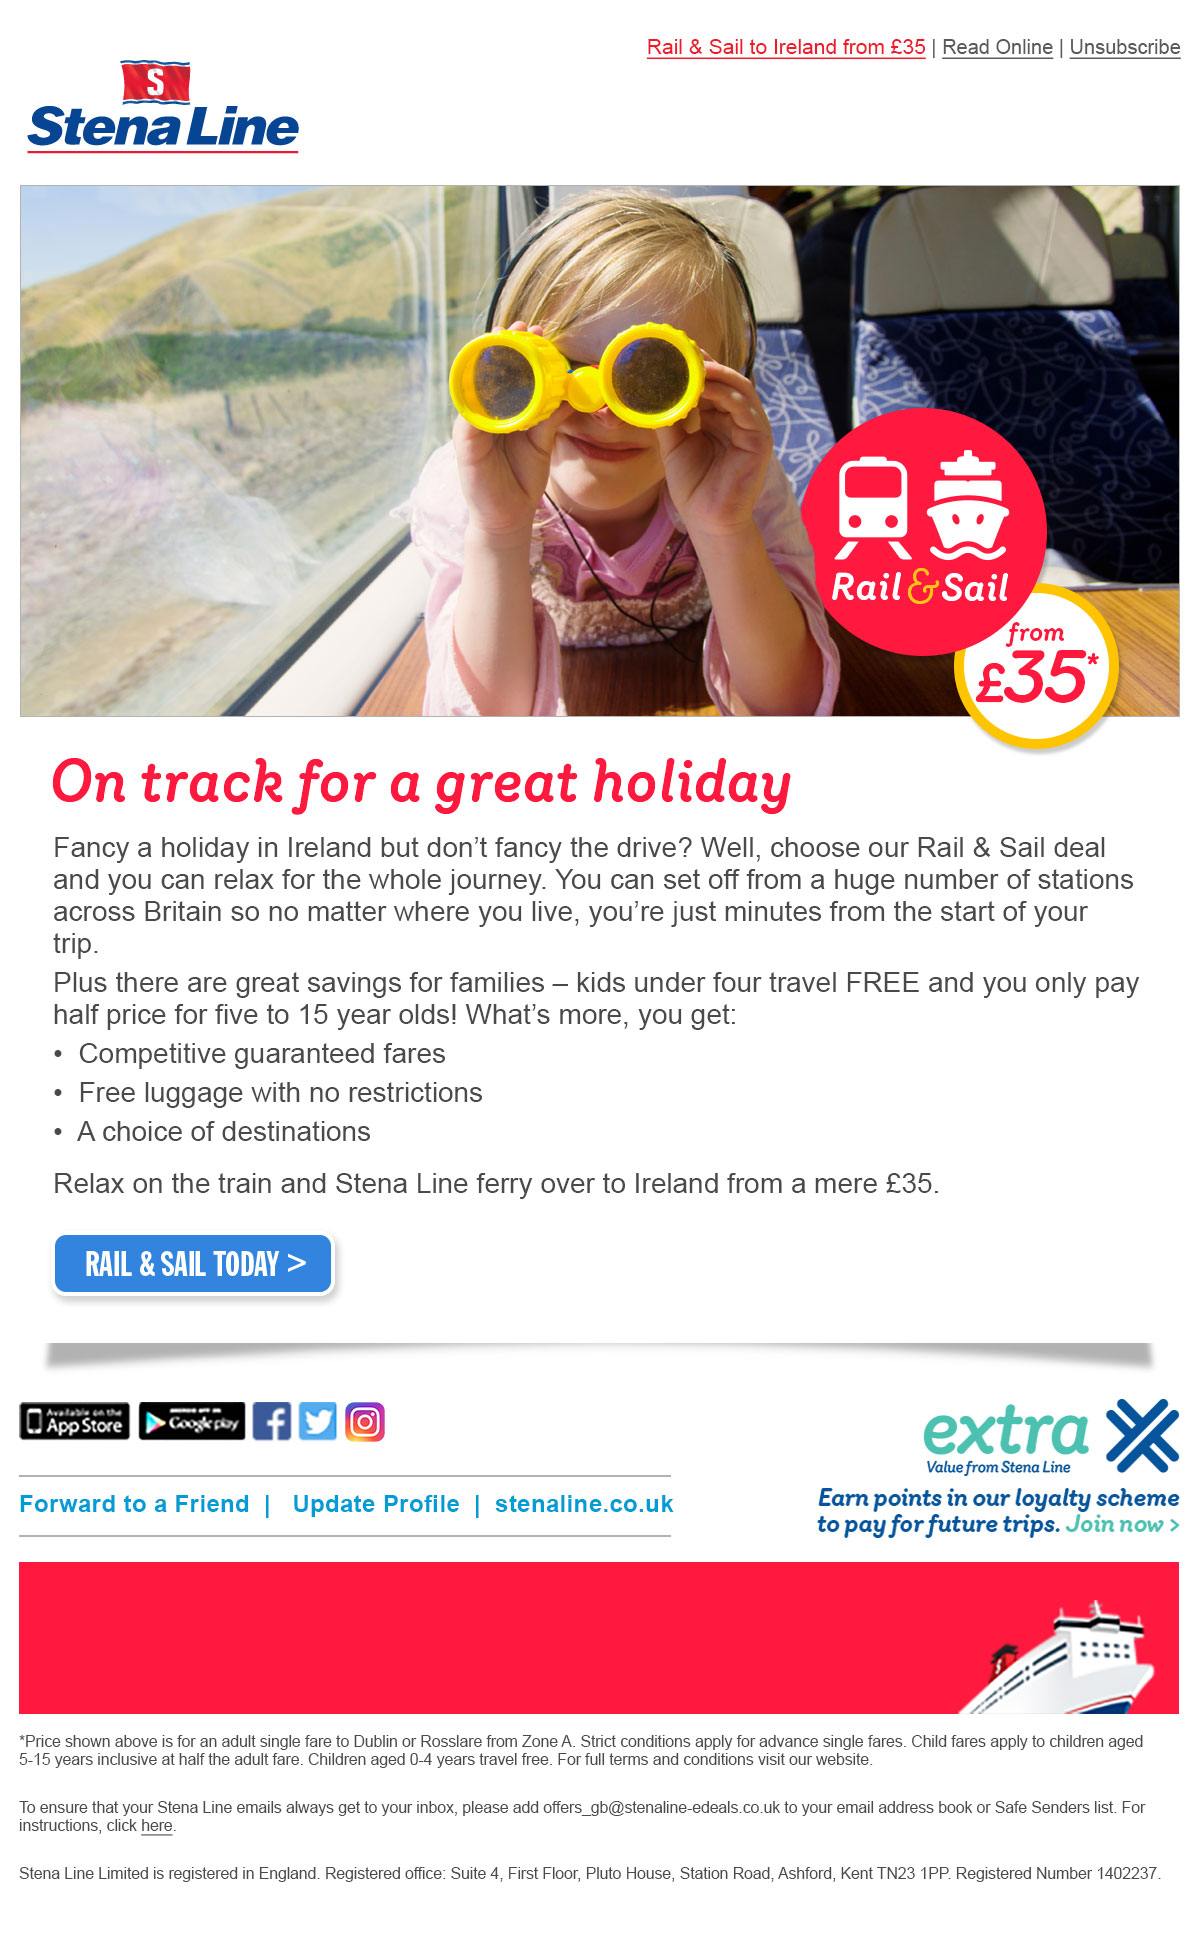 Rail & Sail to Ireland from £35 | Read Online | Unsubscribe
S
Stena Line
Rail & Sail
from
£35*
On track for a great holiday
Fancy a holiday in Ireland but don’t fancy the drive? Well, choose our Rail & Sail deal
and you can relax for the whole journey. You can set off from a huge number of stations
across Britain so no matter where you live, you’re just minutes from the start of your
trip.
Plus there are great savings for families – kids under four travel FREE and you only pay
half price for five to 15 year olds! What’s more, you get:
• Competitive guaranteed fares
• Free luggage with no restrictions
• A choice of destinations
Relax on the train and Stena Line ferry over to Ireland from a mere £35.
RAIL & SAIL TODAY >
Available on the
App Store
Google play
extra
Value from Stena Line
Earn points in our loyalty scheme
to pay for future trips. Join now >
Forward to a Friend | Update Profile | stenaline.co.uk
S
*Price shown above is for an adult single fare to Dublin or Rosslare from Zone A. Strict conditions apply for advance single fares. Child fares apply to children aged
5-15 years inclusive at half the adult fare. Children aged 0-4 years travel free. For full terms and conditions visit our website.
To ensure that your Stena Line emails always get to your inbox, please add offers_gb@stenaline-edeals.co.uk to your email address book or Safe Senders list. For
instructions, click here.
Stena Line Limited is registered in England. Registered office: Suite 4, First Floor, Pluto House, Station Road, Ashford, Kent TN23 1PP. Registered Number 1402237.